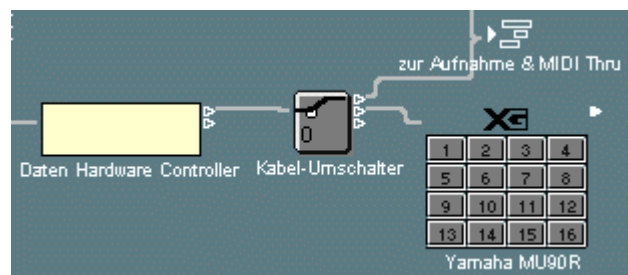 zur Aufnahme & MIDI Thru
0
Daten Hardware Controller
Kabel-Umschalter
XG
1 2 3 4
5 6 7 8
9 10 11 12
13 14 15 16
Yamaha MU90R